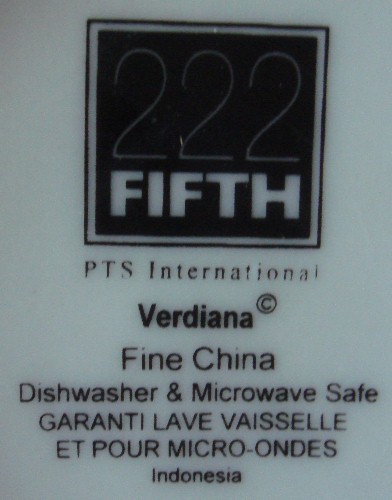 222
FIFTH
PTS International
Verdiana©
Fine China
Dishwasher & Microwave Safe
GARANTI LAVE VAISSELLE
ET POUR MICRO-ONDES
Indonesia